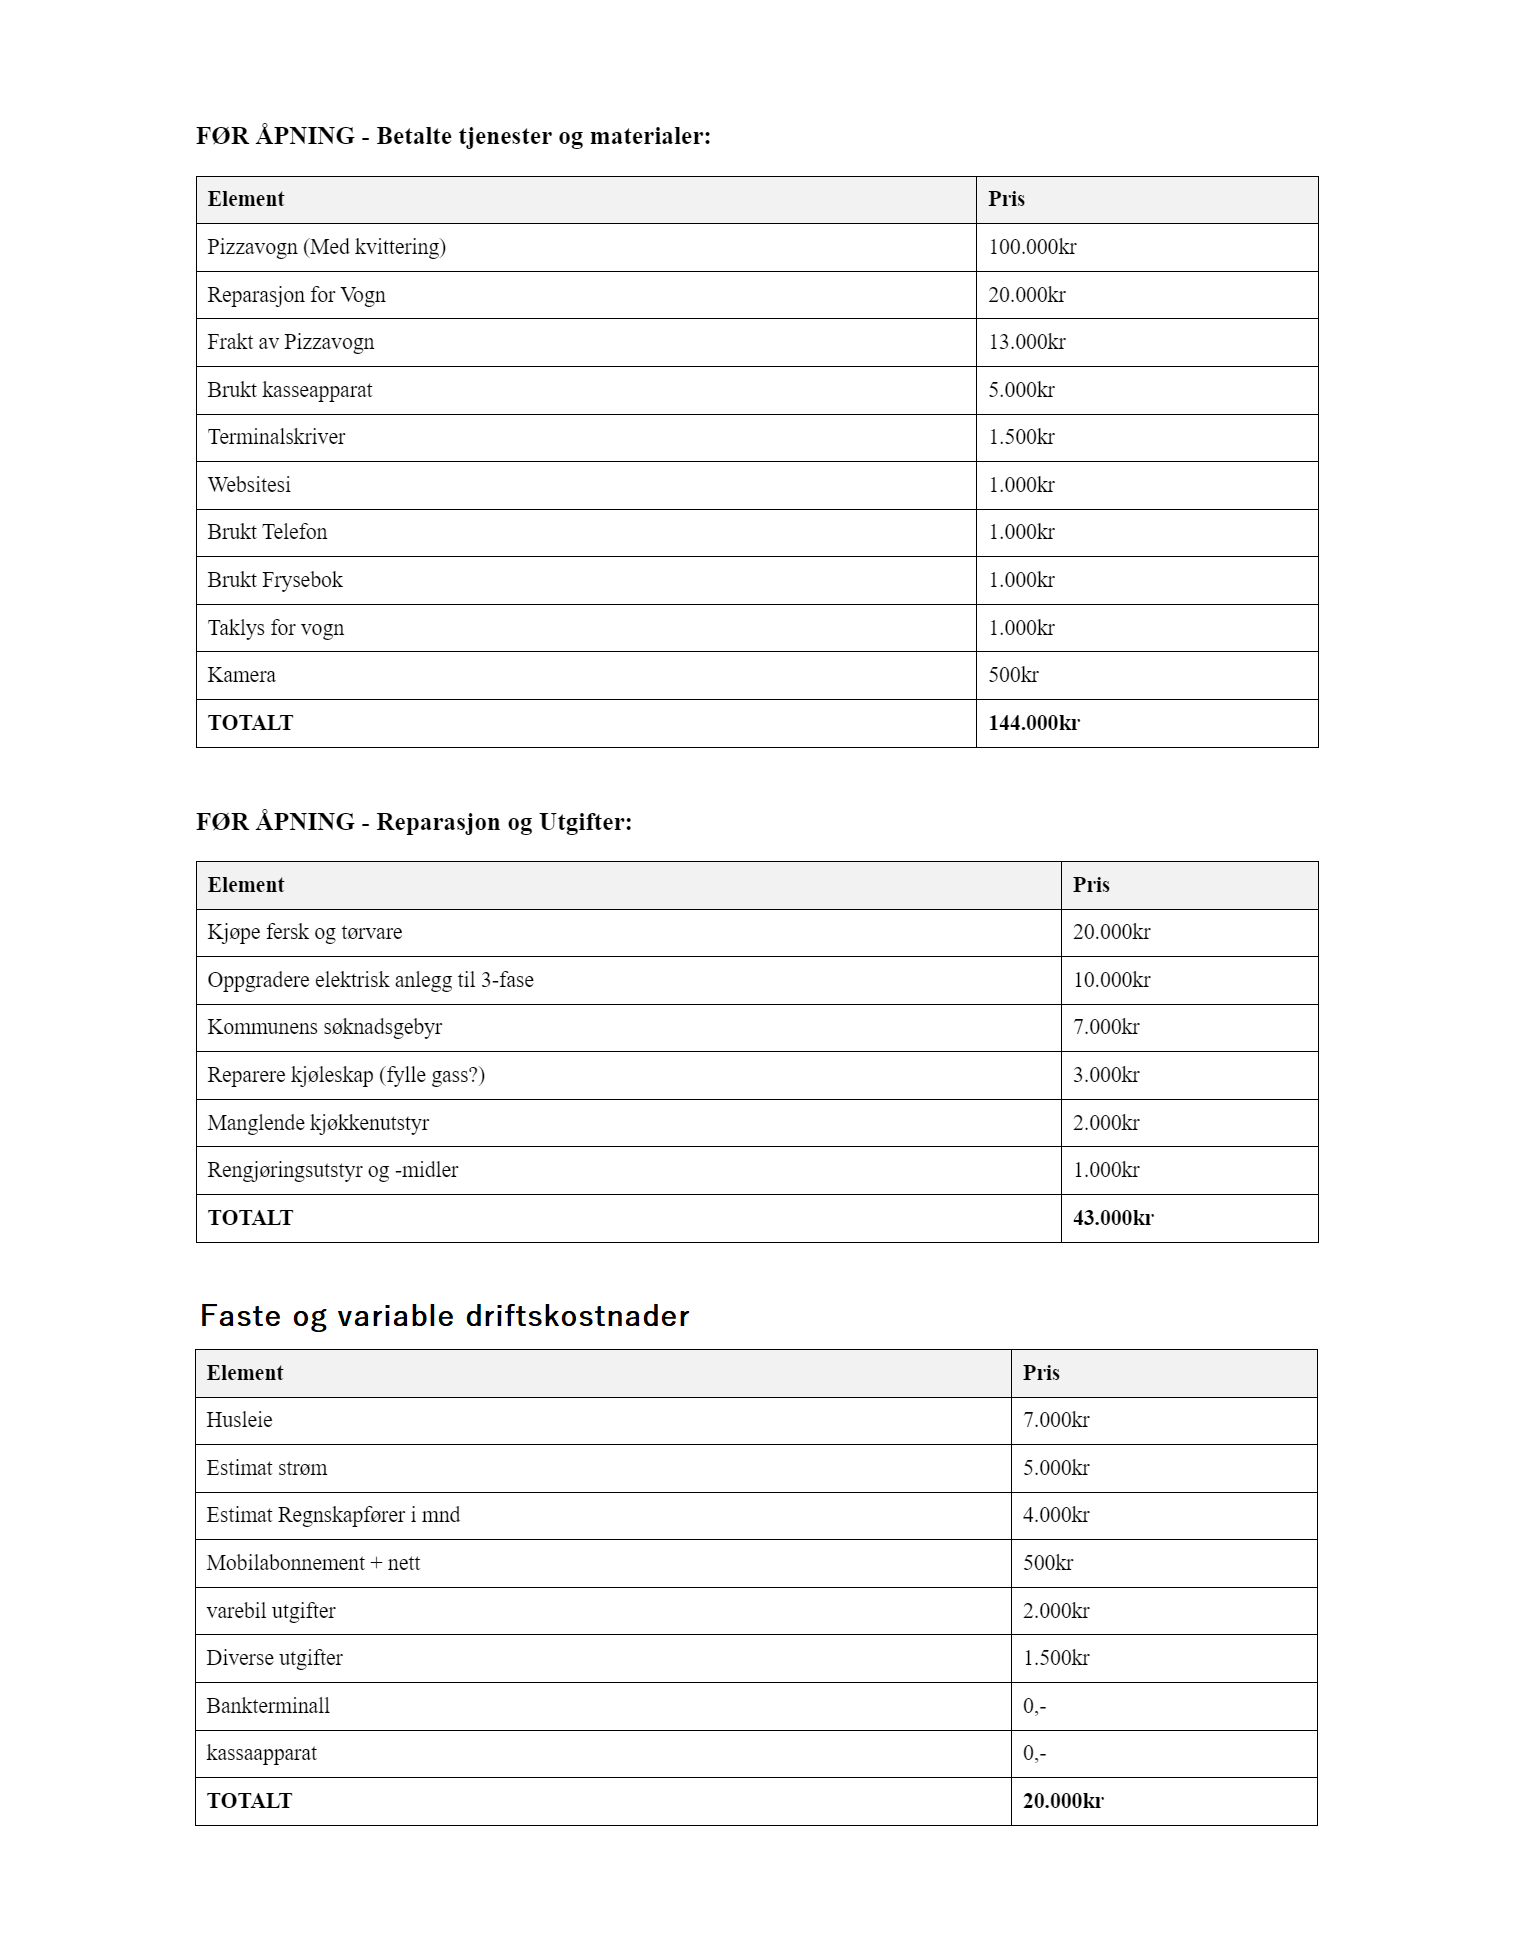 FØR ÅPNING - Betalte tjenester og materialer:
Element Pris
Pizzavogn (Med kvittering) 100.000kr
Reparasjon for Vogn 20.000kr
Frakt av Pizzavogn 13.000kr
Brukt kasseapparat 5.000kr
Terminalskriver 1.500kr
Websitesi 1.000kr
Brukt Telefon 1.000kr
Brukt Frysebok 1.000kr
Taklys for vogn 1.000kr
Kamera 500kr
TOTALT 144.000kr
FØR ÅPNING - Reparasjon og Utgifter:
Element Pris
Kjøpe fersk og tørvare 20.000kr
Oppgradere elektrisk anlegg til 3-fase 10.000kr
Kommunens søknadsgebyr 7.000kr
Reparere kjøleskap (fylle gass?) 3.000kr
Manglende kjøkkenutstyr 2.000kr
Rengjøringsutstyr og -midler 1.000kr
TOTALT 43.000kr
Faste og variable driftskostnader
Element Pris
Husleie 7.000kr
Estimat strøm 5.000kr
Estimat Regnskapfører i mnd 4.000kr
Mobilabonnement + nett 500kr
varebil utgifter 2.000kr
Diverse utgifter 1.500kr
Bankterminall 0,-
kassaapparat 0,-
TOTALT 20.000kr